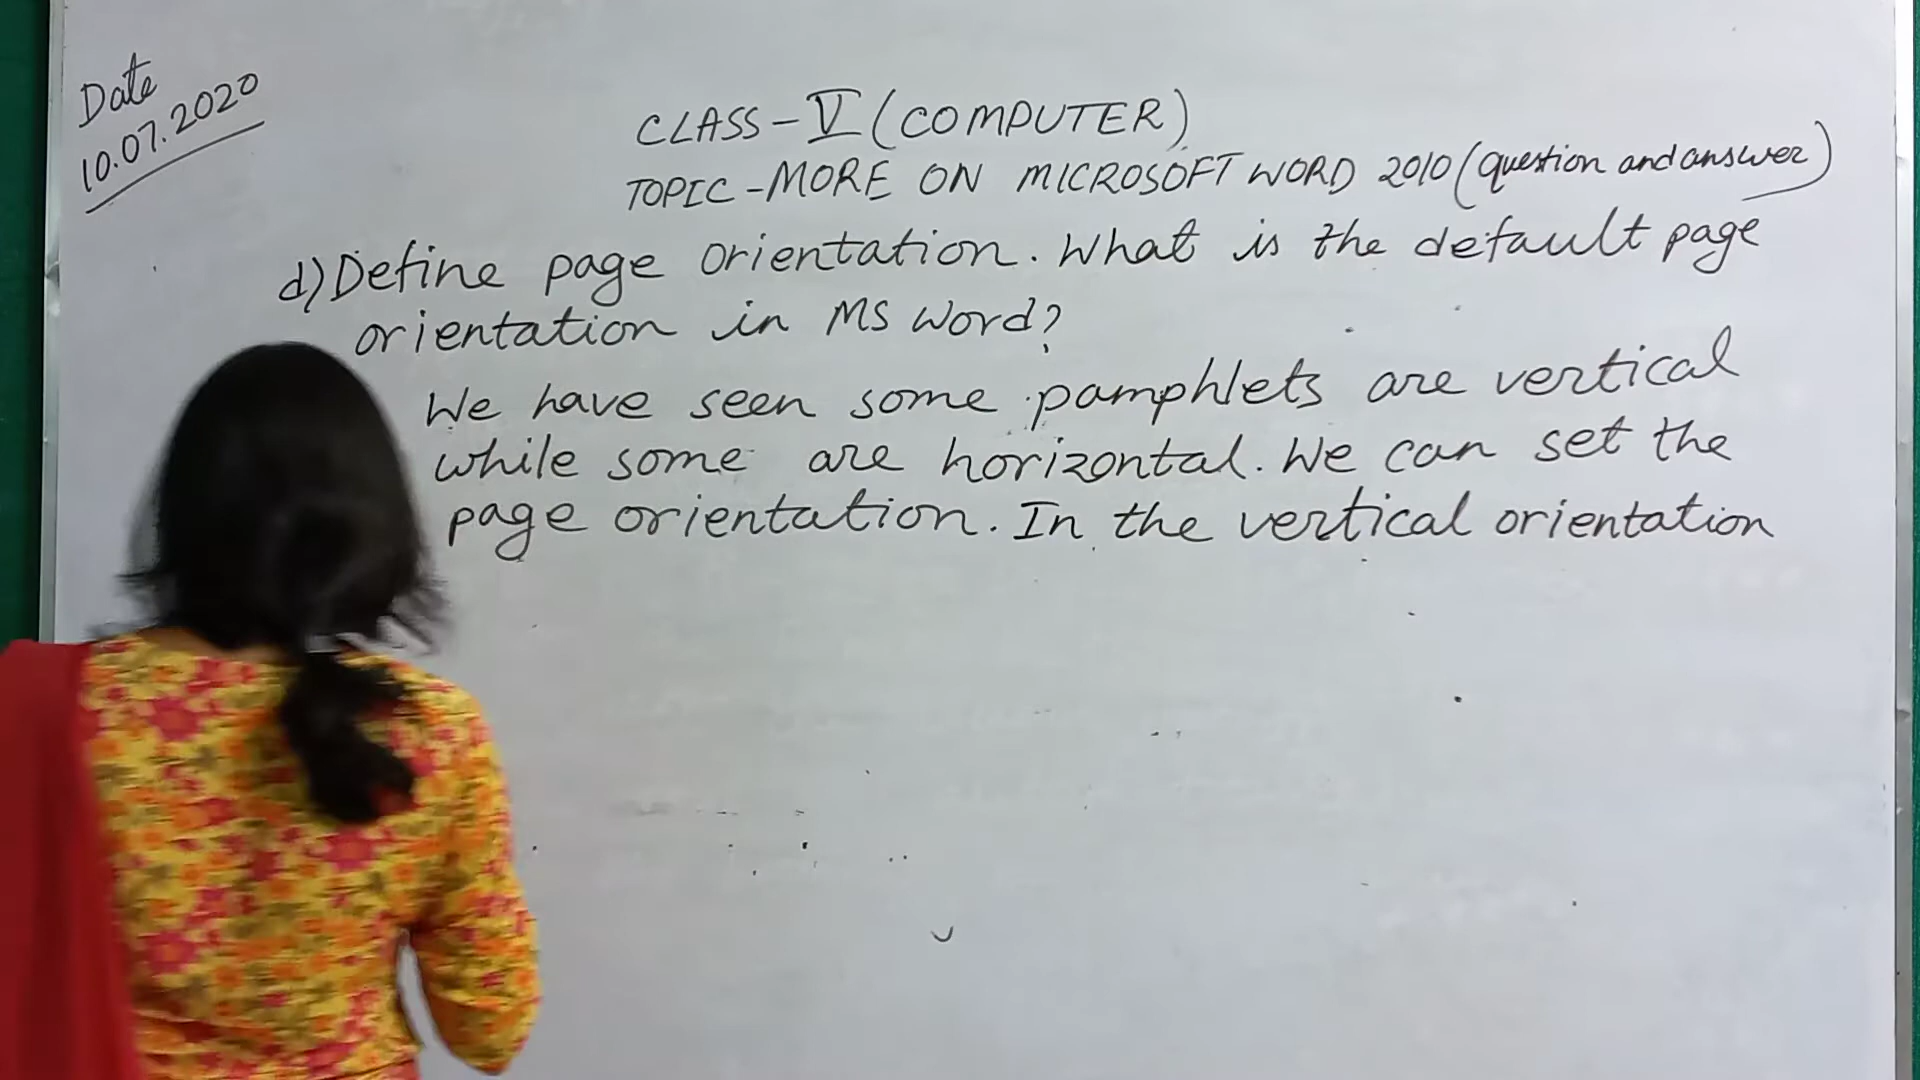 Date
10.07.2020
CLASS-V (COMPUTER)
TOPIC-MORE ON MICROSOFT WORD 2010 (question and answer)
d) Define page orientation. What is the default page
orientation in MS Word?
We have seen some pamphlets are vertical
while some are horizontal. We can set the
page orientation. In the vertical orientation